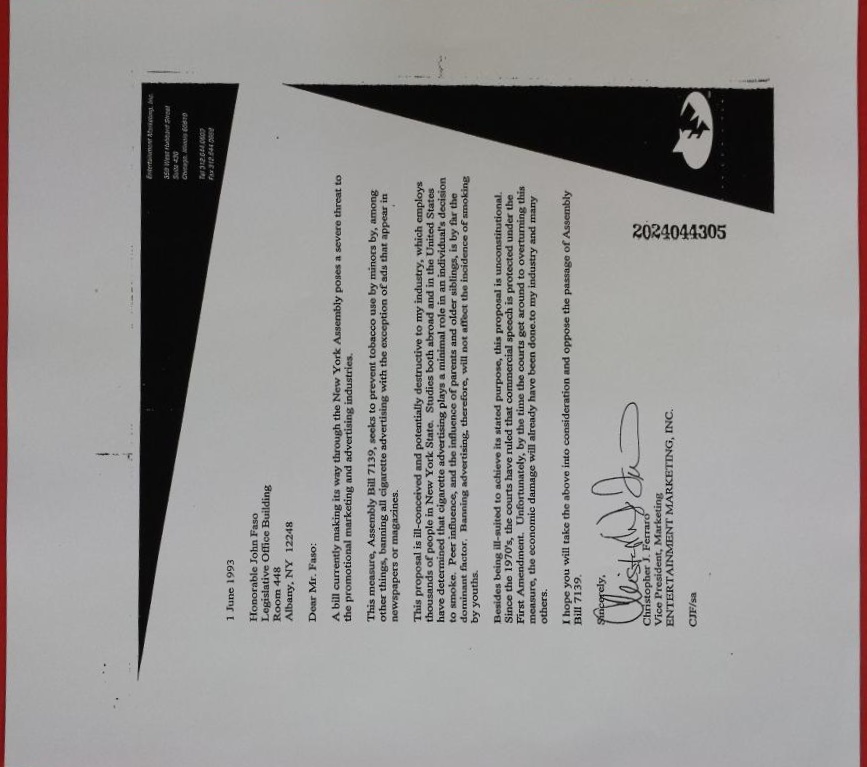 Entertainment Marketing, Inc.
359 West Hubbard Street
Suite 420
Chicago, Illinois 60610
Tel 312.644.0600
1 June 1993
Honorable John Faso
Legislative Office Building
Room 448
Albany, NY 12248
Dear Mr. Faso:
A bill currently making its way through the New York Assembly poses a severe threat to
the promotional marketing and advertising industries.
This measure, Assembly Bill 7139, seeks to prevent tobacco use by minors by, among
other things, banning all cigarette advertising with the exception of ads that appear in
newspapers or magazines.
This proposal is ill-conceived and potentially destructive to my industry, which employs
thousands of people in New York State. Studies both abroad and in the United States
have determined that cigarette advertising plays a minimal role in an individual's decision
to smoke. Peer influence, and the influence of parents and older siblings, is by far the
dominant factor. Banning advertising, therefore, will not affect the incidence of smoking
by youths.
Besides being ill-suited to achieve its stated purpose, this proposal is unconstitutional.
Since the 1970's, the courts have ruled that commercial speech is protected under the
First Amendment. Unfortunately, by the time the courts get around to overturning this
measure, the economic damage will already have been done to my industry and many
others.
I hope you will take the above into consideration and oppose the passage of Assembly
Bill 7139.
Sincerely,
Christopher J. Ferraro
Vice President, Marketing
ENTERTAINMENT MARKETING, INC.
CJF/sa
2024044305